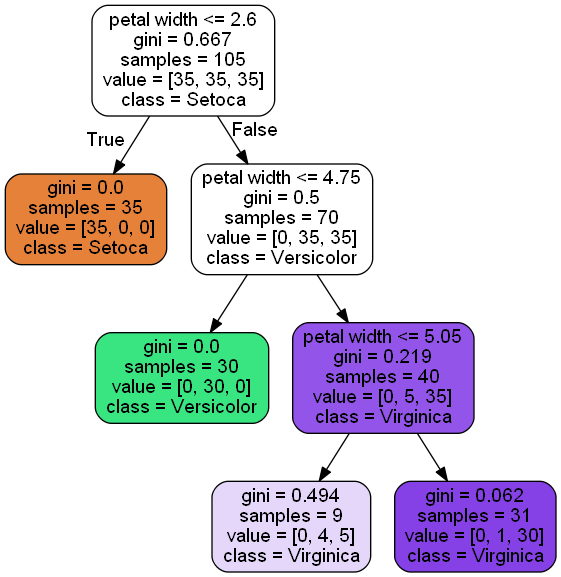 petal width <= 2.6
gini = 0.667
samples = 105
value = [35, 35, 35]
class = Setoca
True
False
gini = 0.0
samples = 35
value = [35, 0, 0]
class = Setoca
petal width <= 4.75
gini = 0.5
samples = 70
value = [0, 35, 35]
class = Versicolor
gini = 0.0
samples = 30
value = [0, 30, 0]
class = Versicolor
petal width <= 5.05
gini = 0.219
samples = 40
value = [0, 5, 35]
class = Virginica
gini = 0.494
samples = 9
value = [0, 4, 5]
class = Virginica
gini = 0.062
samples = 31
value = [0, 1, 30]
class = Virginica